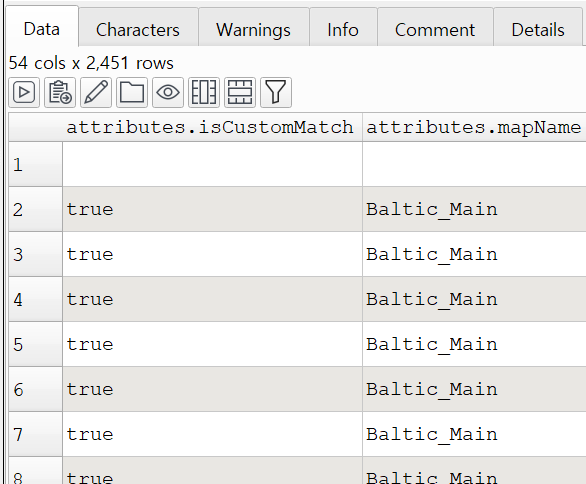 Data Characters Warnings Info Comment Details
54 cols x 2,451 rows
attributes.isCustomMatch attributes.mapName
1
2 true Baltic_Main
3 true Baltic_Main
4 true Baltic_Main
5 true Baltic_Main
6 true Baltic_Main
7 true Baltic_Main
8 true Baltic_Main